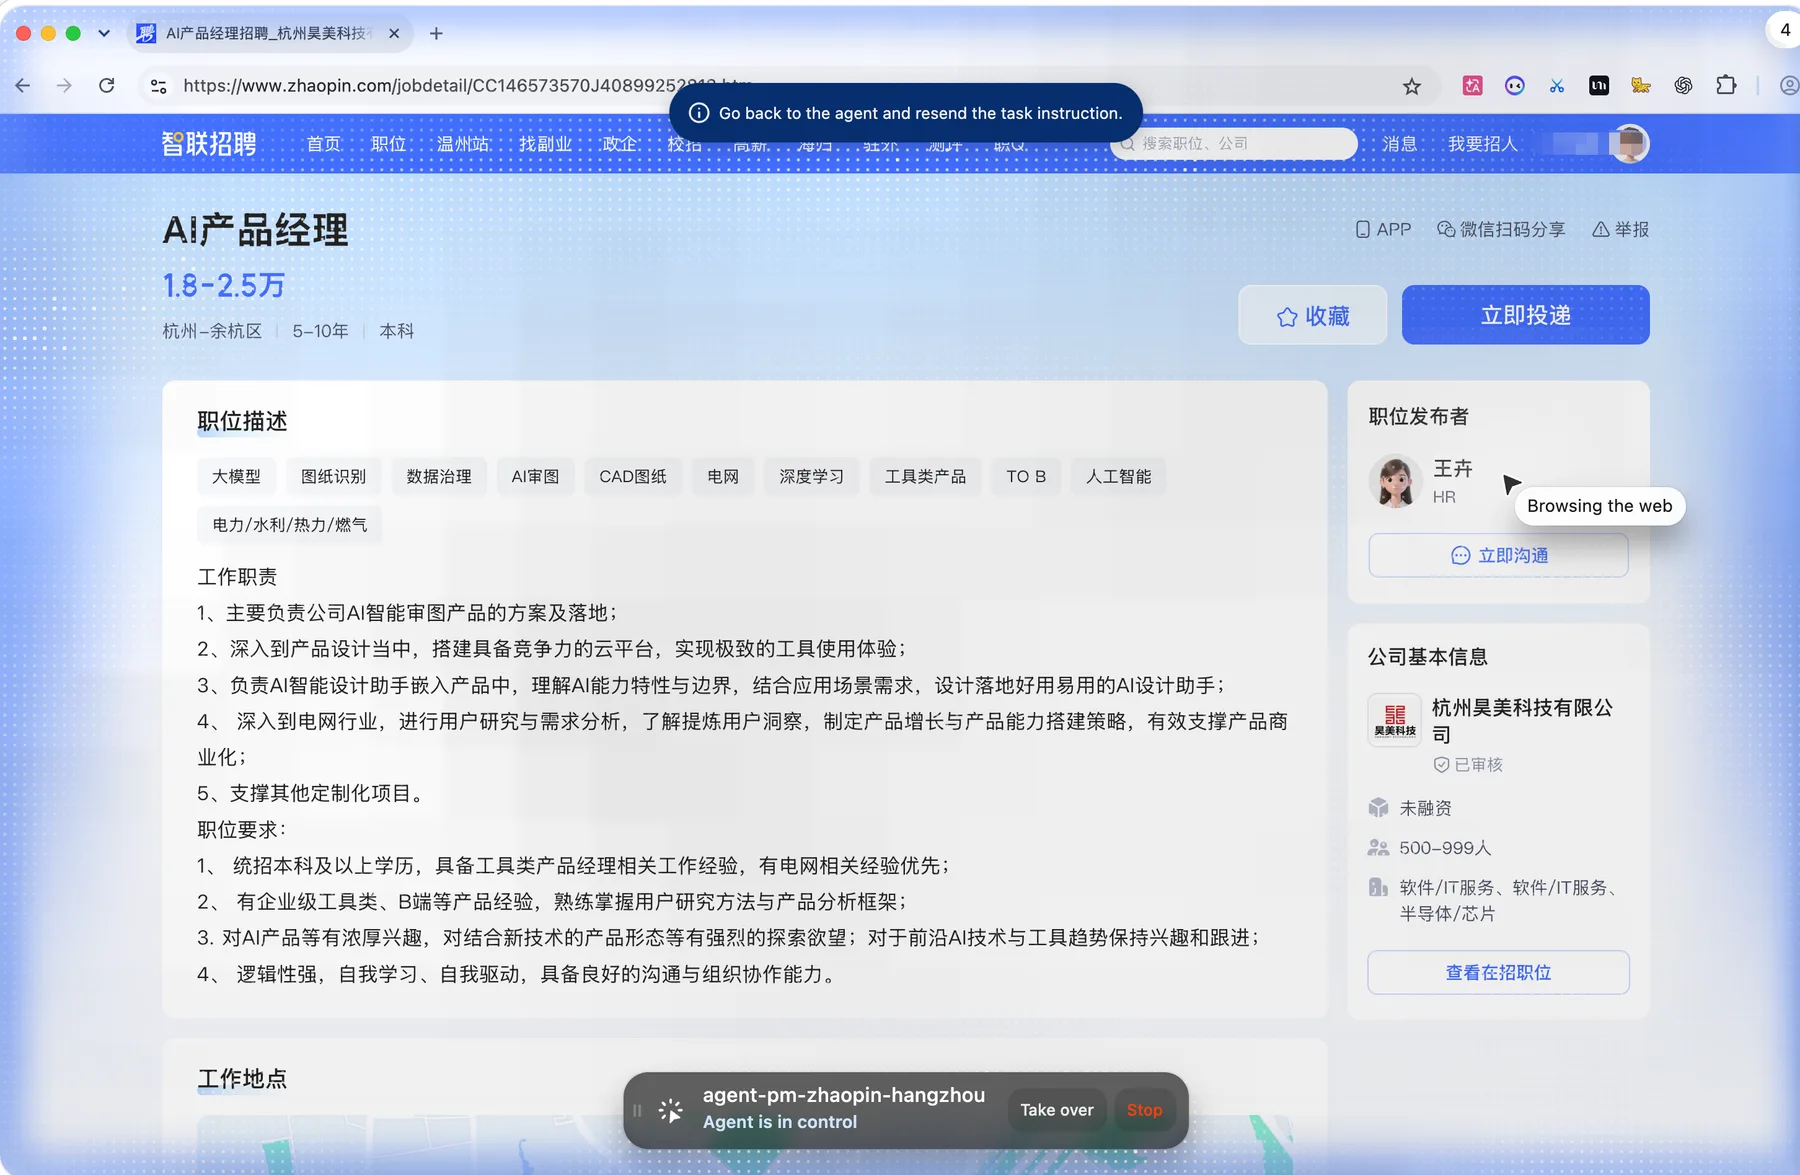 AI产品经理招聘_杭州昊美科技
4
https://www.zhaopin.com/jobdetail/CC146573570J40899252813.htm
Go back to the agent and resend the task instruction.
智联招聘
首页
职位
温州站
找副业
政企
校招
高新
海归
驻外
测评
职Q
搜索职位、公司
消息
我要招人
AI产品经理
APP
微信扫码分享
举报
1.8-2.5万
杭州-余杭区
5-10年
本科
收藏
立即投递
职位描述
大模型
图纸识别
数据治理
AI审图
CAD图纸
电网
深度学习
工具类产品
TO B
人工智能
电力/水利/热力/燃气
工作职责
1、主要负责公司AI智能审图产品的方案及落地；
2、深入到产品设计当中，搭建具备竞争力的云平台，实现极致的工具使用体验；
3、负责AI智能设计助手嵌入产品中，理解AI能力特性与边界，结合应用场景需求，设计落地好用易用的AI设计助手；
4、 深入到电网行业，进行用户研究与需求分析，了解提炼用户洞察，制定产品增长与产品能力搭建策略，有效支撑产品商
业化；
5、支撑其他定制化项目。
职位要求：
1、 统招本科及以上学历，具备工具类产品经理相关工作经验，有电网相关经验优先；
2、 有企业级工具类、B端等产品经验，熟练掌握用户研究方法与产品分析框架；
3. 对AI产品等有浓厚兴趣，对结合新技术的产品形态等有强烈的探索欲望；对于前沿AI技术与工具趋势保持兴趣和跟进；
4、 逻辑性强，自我学习、自我驱动，具备良好的沟通与组织协作能力。
职位发布者
王卉
HR
Browsing the web
立即沟通
公司基本信息
昊美科技
杭州昊美科技有限公
司
已审核
未融资
500-999人
软件/IT服务、软件/IT服务、
半导体/芯片
查看在招职位
工作地点
agent-pm-zhaopin-hangzhou
Agent is in control
Take over
Stop